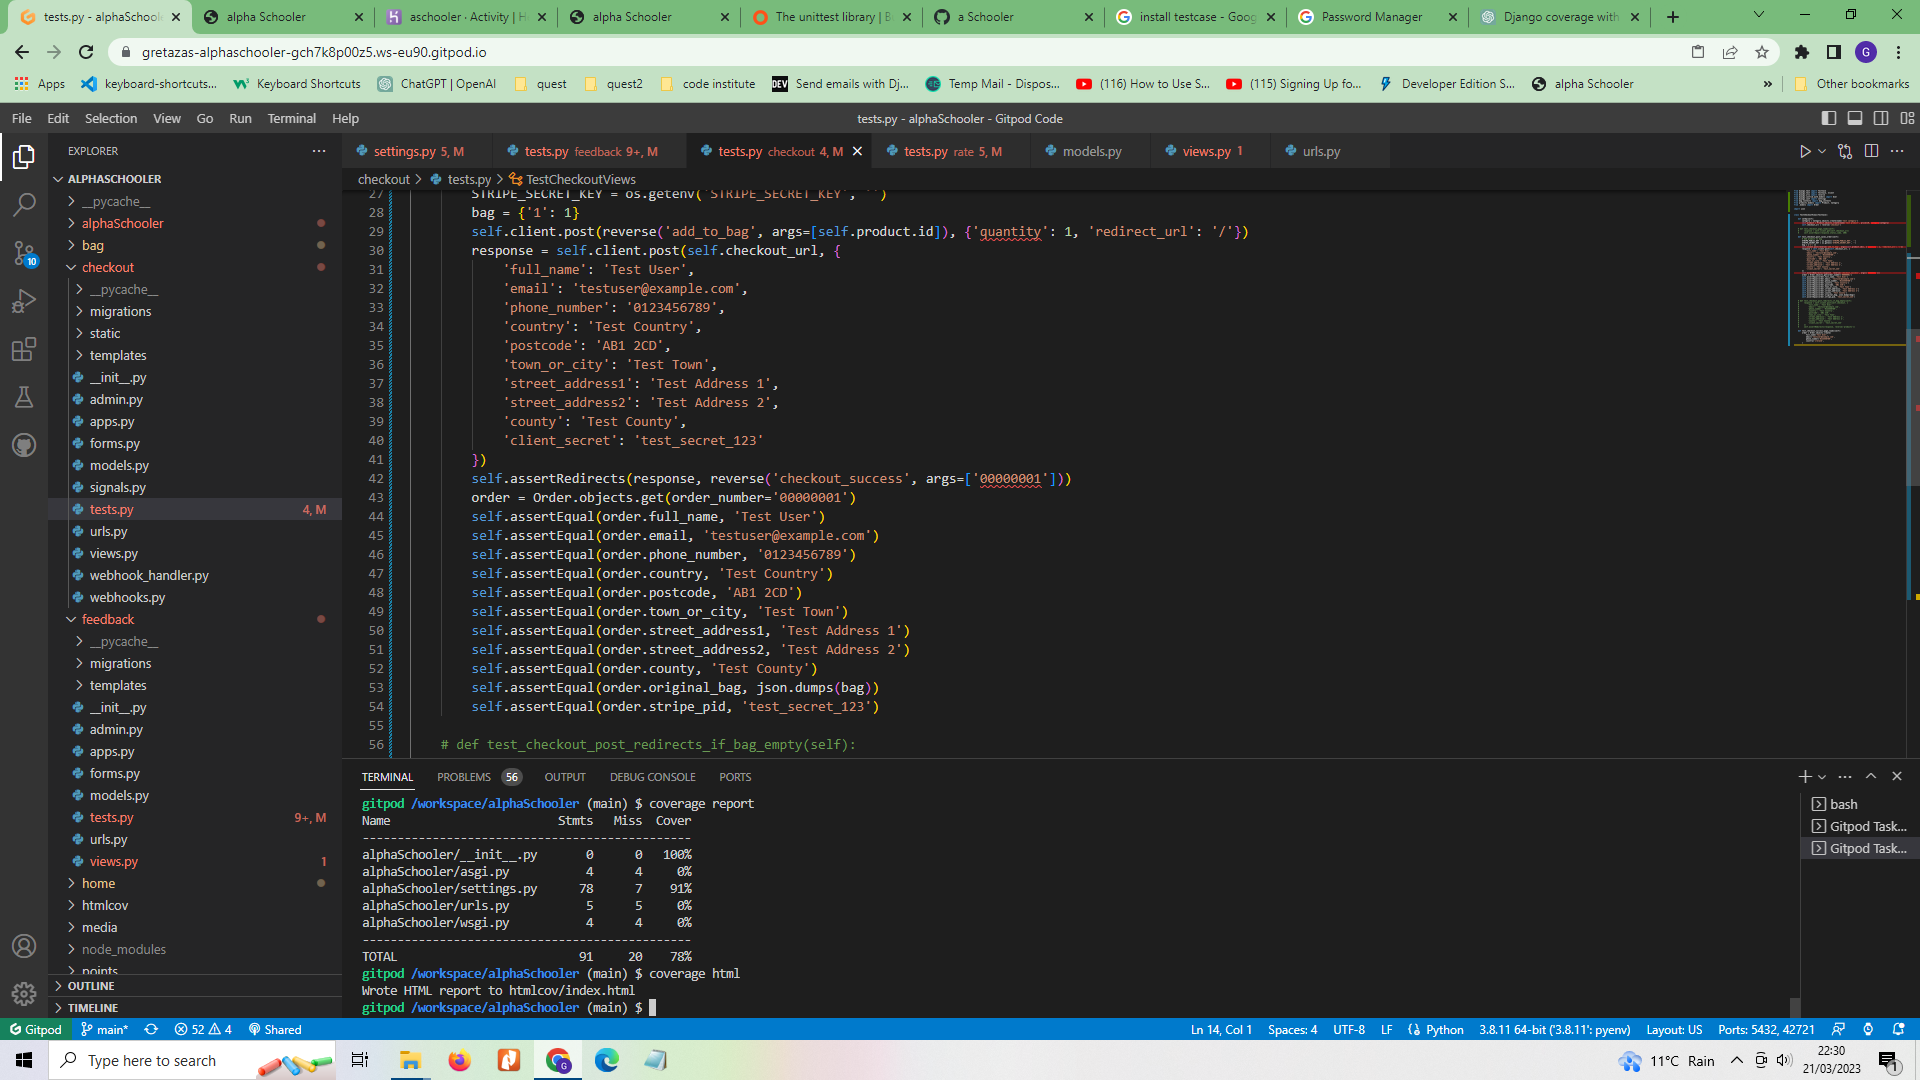 tests.py - alphaSchool
alpha Schooler
aschooler · Activity | H
alpha Schooler
The unittest library | B
a Schooler
install testcase - Goog
Password Manager
Django coverage with
gretazas-alphaschooler-gch7k8p00z5.ws-eu90.gitpod.io
G
Apps
keyboard-shortcuts...
Keyboard Shortcuts
ChatGPT | OpenAI
quest
quest2
code institute
DEV
Send emails with Dj...
Temp Mail - Dispos...
(116) How to Use S...
(115) Signing Up fo...
Developer Edition S...
alpha Schooler
»
Other bookmarks
File Edit Selection View Go Run Terminal Help
tests.py - alphaSchooler - Gitpod Code
EXPLORER
settings.py 5, M
tests.py feedback 9+, M
tests.py checkout 4, M
tests.py rate 5, M
models.py
views.py 1
urls.py
checkout > tests.py > TestCheckoutViews
ALPHASCHOOLER
__pycache__
alphaSchooler
bag
checkout
__pycache__
migrations
static
templates
__init__.py
admin.py
apps.py
forms.py
models.py
signals.py
tests.py 4, M
urls.py
views.py
webhook_handler.py
webhooks.py
feedback
__pycache__
migrations
templates
__init__.py
admin.py
apps.py
forms.py
models.py
tests.py 9+, M
urls.py
views.py 1
home
htmlcov
media
node_modules
points
OUTLINE
TIMELINE
10
27 STRIPE_SECRET_KEY = os.getenv('STRIPE_SECRET_KEY', '')
28 bag = {'1': 1}
29 self.client.post(reverse('add_to_bag', args=[self.product.id]), {'quantity': 1, 'redirect_url': '/'})
30 response = self.client.post(self.checkout_url, {
31 'full_name': 'Test User',
32 'email': 'testuser@example.com',
33 'phone_number': '0123456789',
34 'country': 'Test Country',
35 'postcode': 'AB1 2CD',
36 'town_or_city': 'Test Town',
37 'street_address1': 'Test Address 1',
38 'street_address2': 'Test Address 2',
39 'county': 'Test County',
40 'client_secret': 'test_secret_123'
41 })
42 self.assertRedirects(response, reverse('checkout_success', args=['00000001']))
43 order = Order.objects.get(order_number='00000001')
44 self.assertEqual(order.full_name, 'Test User')
45 self.assertEqual(order.email, 'testuser@example.com')
46 self.assertEqual(order.phone_number, '0123456789')
47 self.assertEqual(order.country, 'Test Country')
48 self.assertEqual(order.postcode, 'AB1 2CD')
49 self.assertEqual(order.town_or_city, 'Test Town')
50 self.assertEqual(order.street_address1, 'Test Address 1')
51 self.assertEqual(order.street_address2, 'Test Address 2')
52 self.assertEqual(order.county, 'Test County')
53 self.assertEqual(order.original_bag, json.dumps(bag))
54 self.assertEqual(order.stripe_pid, 'test_secret_123')
55
56 # def test_checkout_post_redirects_if_bag_empty(self):
TERMINAL PROBLEMS 56 OUTPUT DEBUG CONSOLE PORTS
gitpod /workspace/alphaSchooler (main) $ coverage report
Name Stmts Miss Cover
-------------------------------------------
alphaSchooler/__init__.py 0 0 100%
alphaSchooler/asgi.py 4 4 0%
alphaSchooler/settings.py 78 7 91%
alphaSchooler/urls.py 5 5 0%
alphaSchooler/wsgi.py 4 4 0%
-------------------------------------------
TOTAL 91 20 78%
gitpod /workspace/alphaSchooler (main) $ coverage html
Wrote HTML report to htmlcov/index.html
gitpod /workspace/alphaSchooler (main) $
bash
Gitpod Task...
Gitpod Task...
Gitpod main* 52 4 Shared
Ln 14, Col 1 Spaces: 4 UTF-8 LF Python 3.8.11 64-bit ('3.8.11': pyenv) Layout: US Ports: 5432, 42721
Type here to search
11°C Rain
22:30
21/03/2023
1